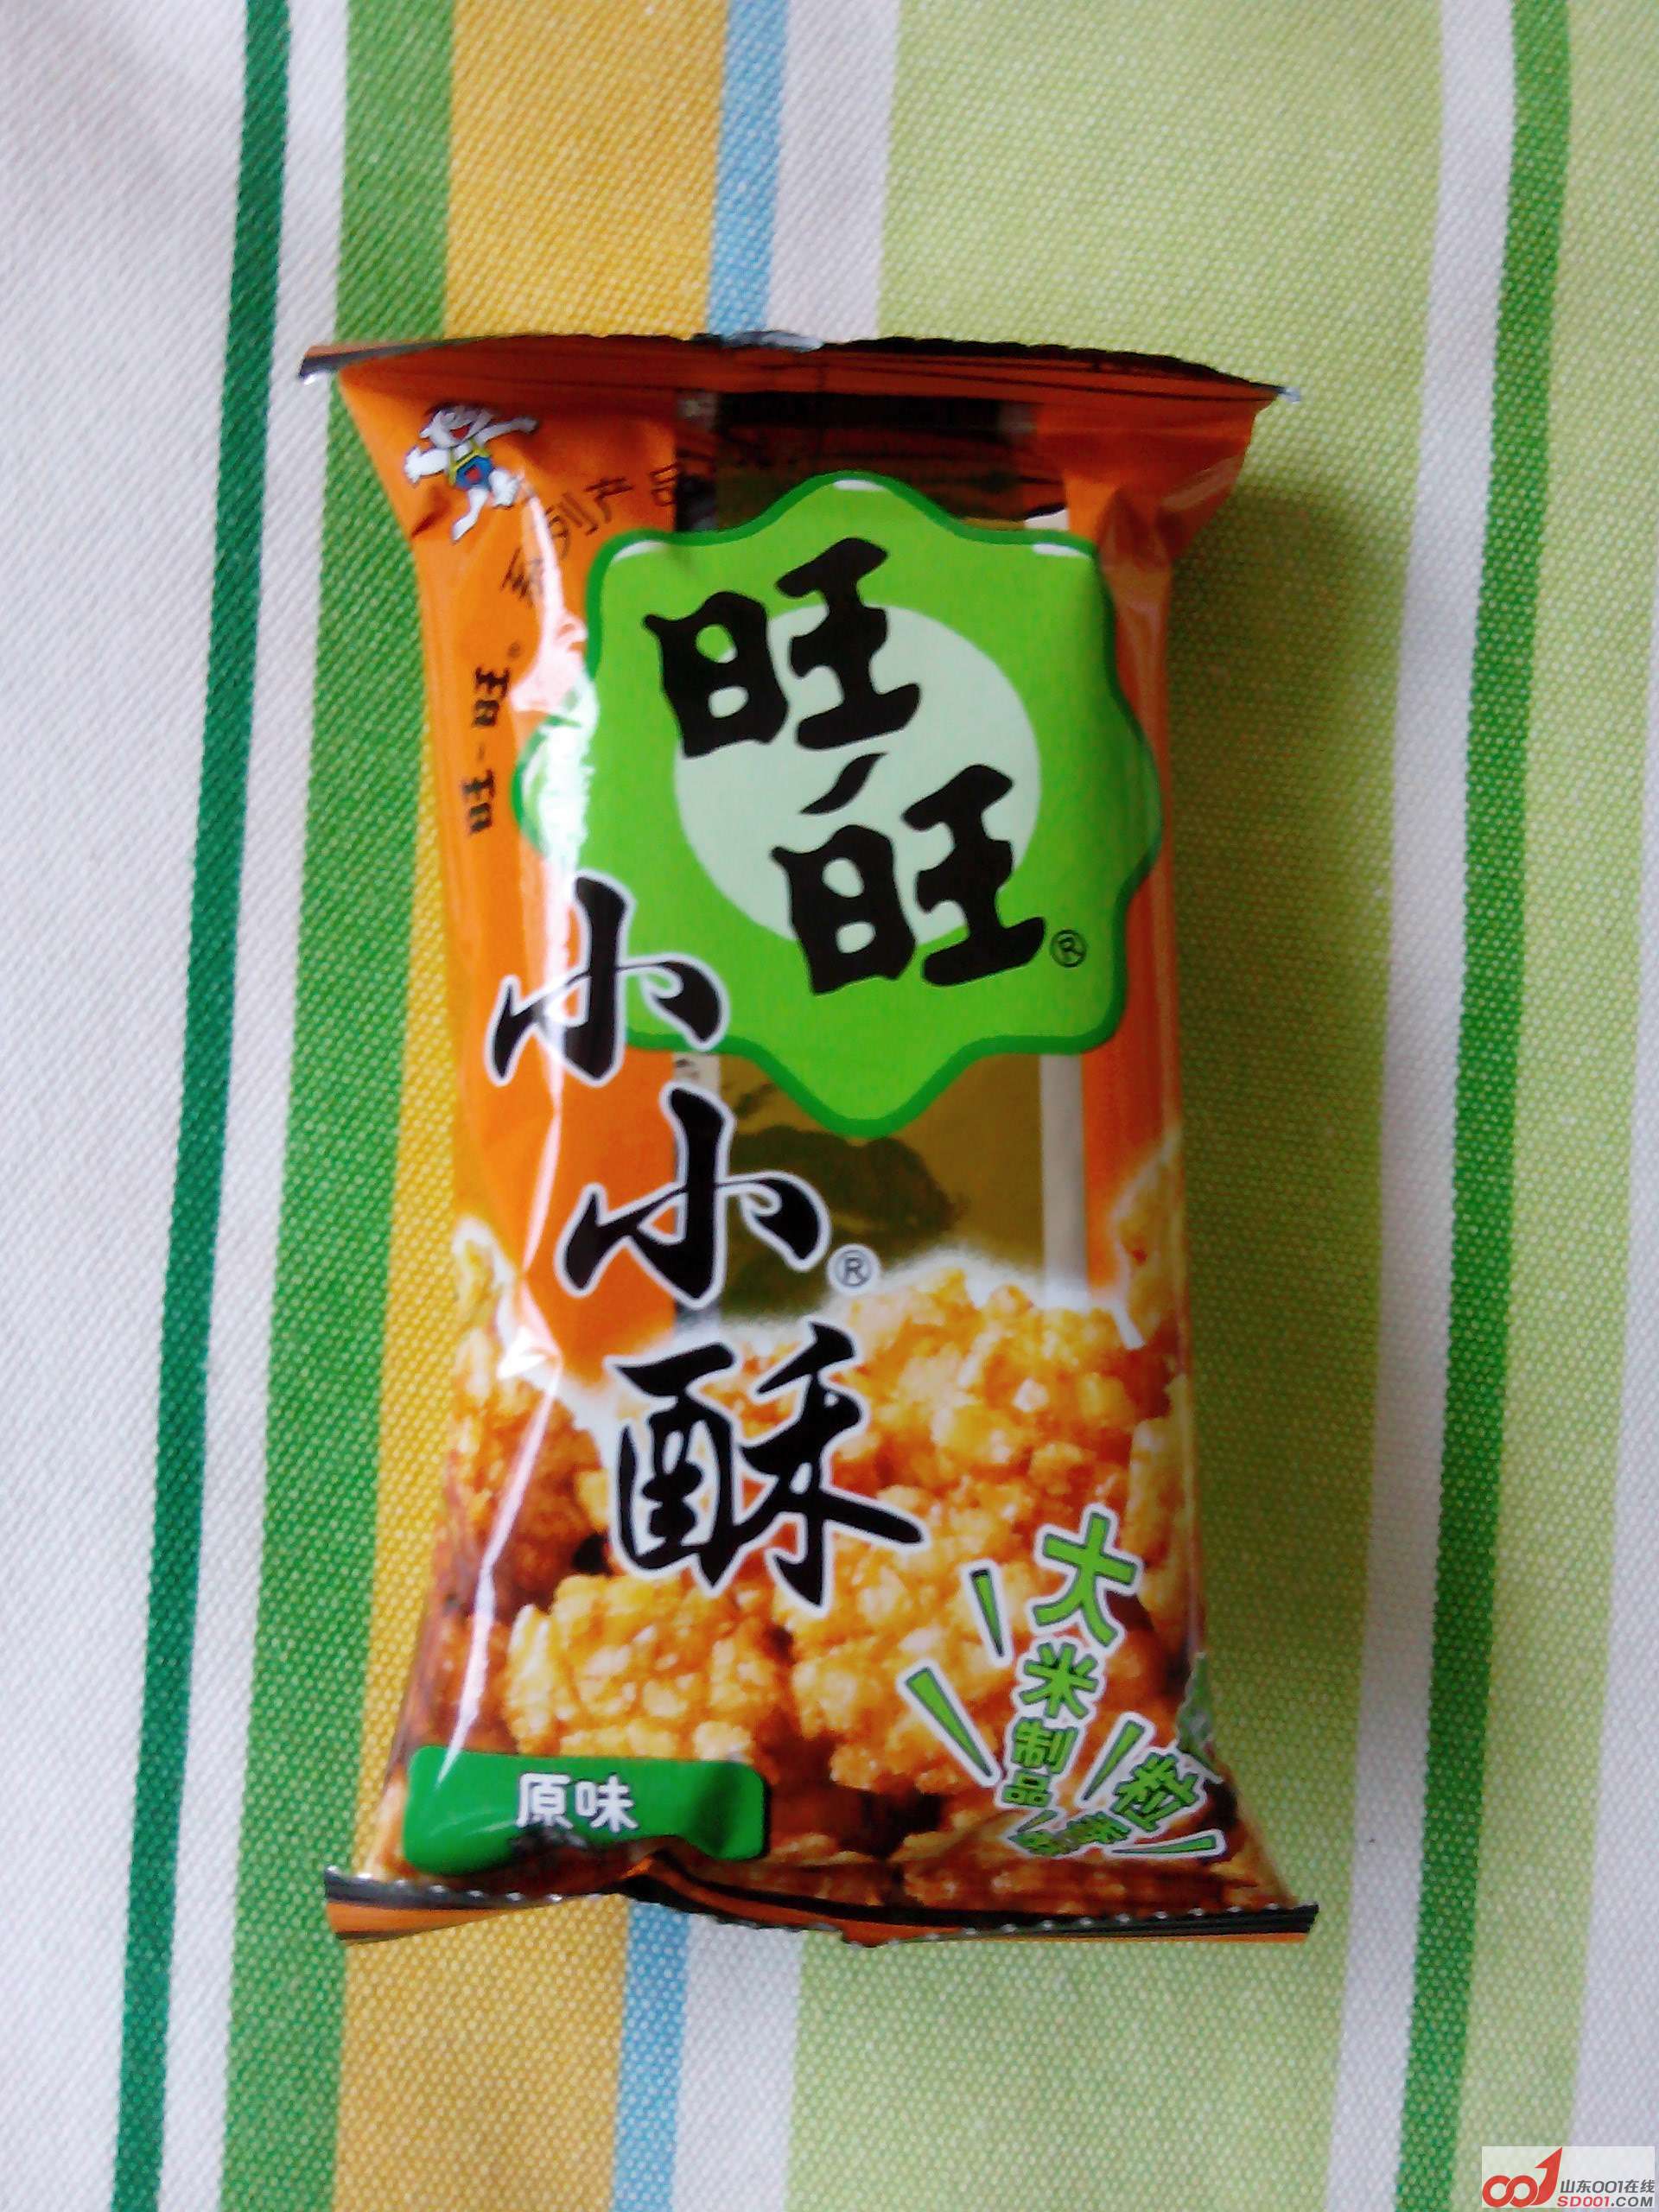 系列产品
旺-旺
旺
旺®
小小®酥
大米制品
粒
原味
山东001在线
SD001.COM